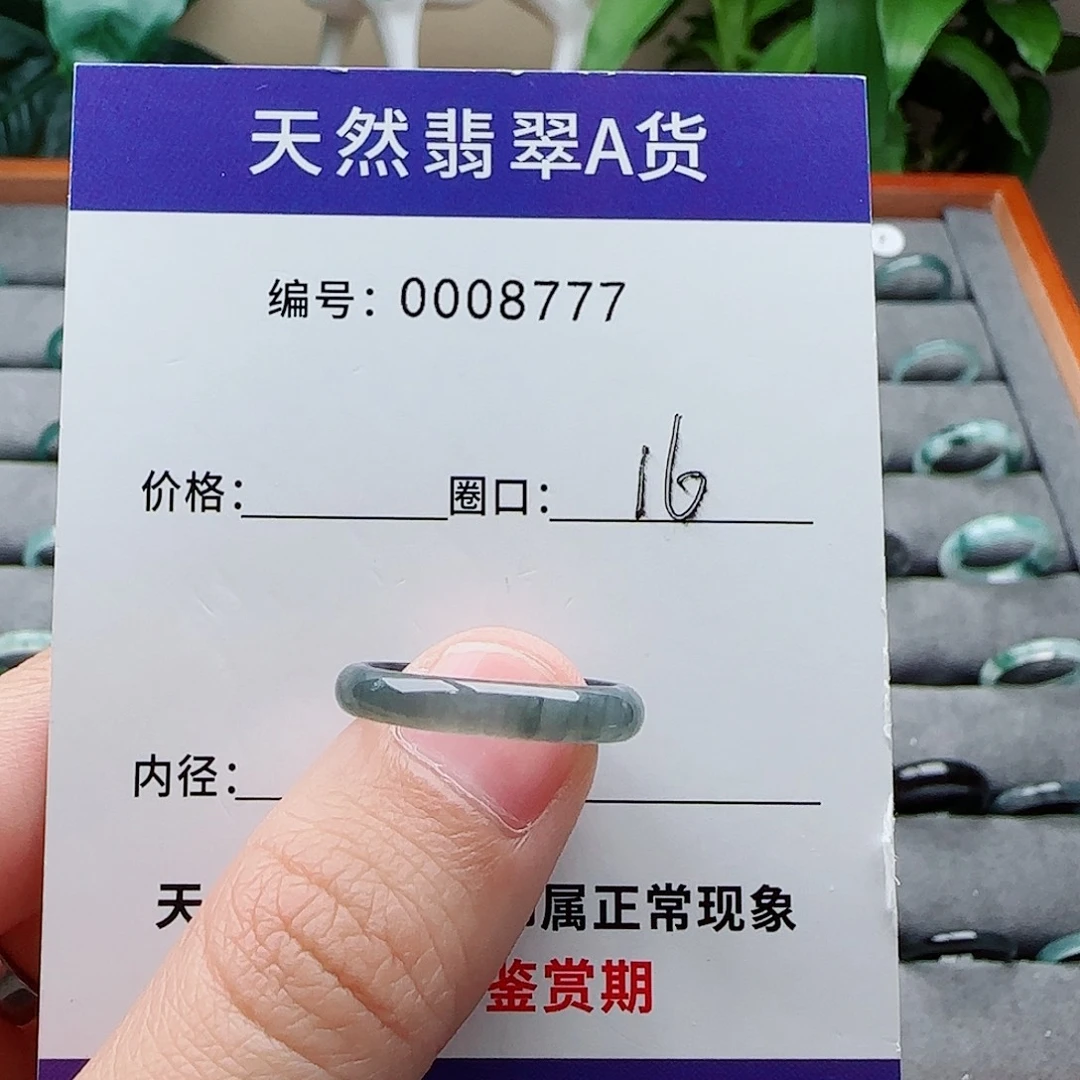 天然翡翠A货
编号：0008777
价格： 圈口：16
内径：
天 属正常现象
鉴赏期